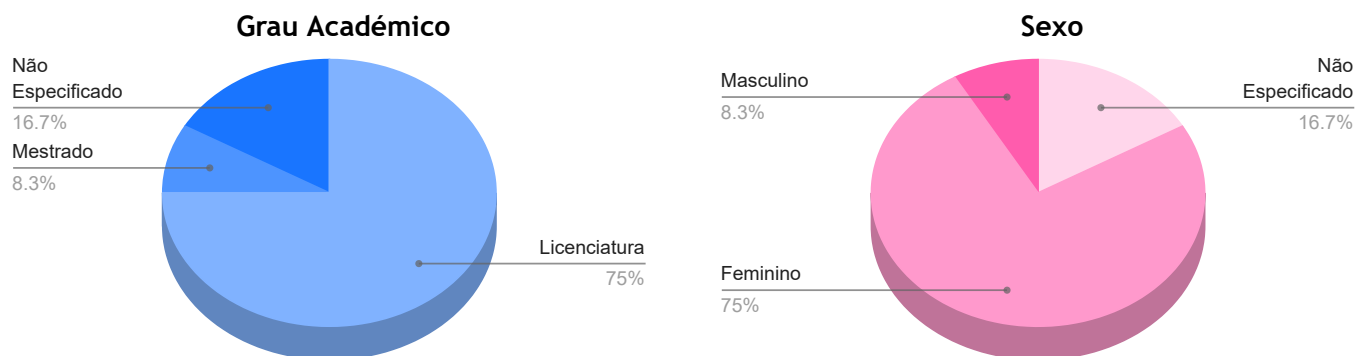 Grau Académico
Não
Especificado
16.7%
Mestrado
8.3%
Licenciatura
75%
Sexo
Masculino
8.3%
Não
Especificado
16.7%
Feminino
75%